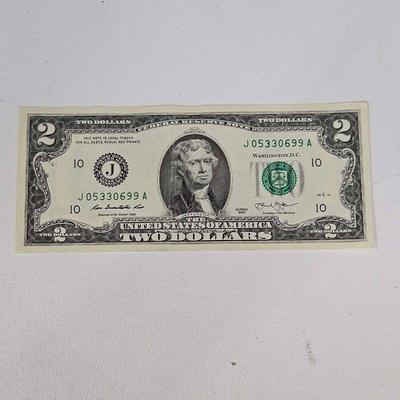 TWO DOLLARS
FEDERAL RESERVE NOTE
TWO DOLLARS
2
2
THIS NOTE IS LEGAL TENDER
FOR ALL DEBTS, PUBLIC AND PRIVATE
J 05330699 A
WASHINGTON, D.C.
10
J
10
J 05330699 A
10
10
SERIES
THE
UNITED STATES OF AMERICA
TWO DOLLARS
2
2